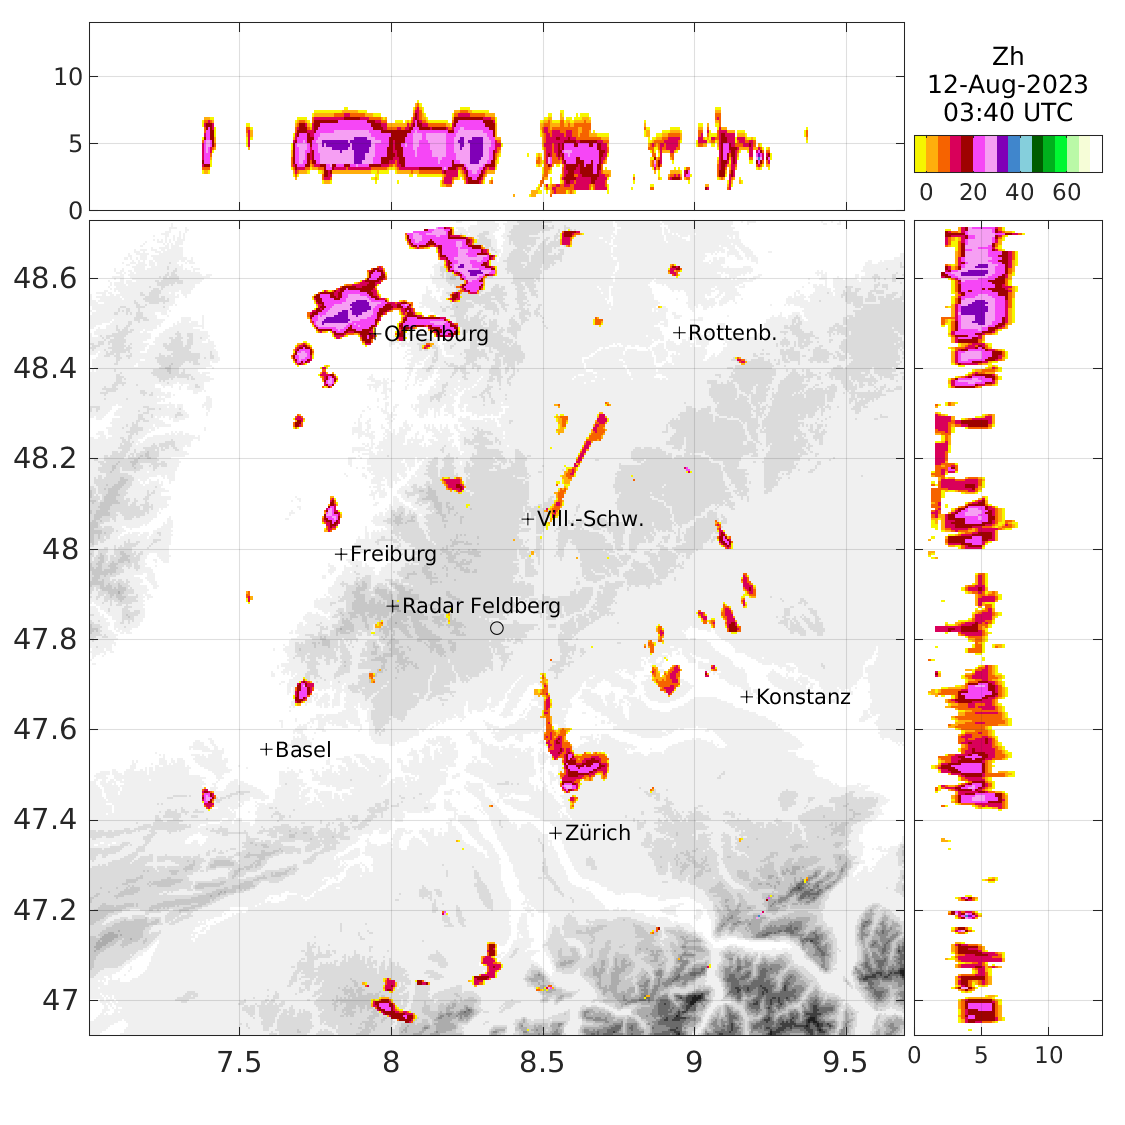 10
5
0
Zh
12-Aug-2023
03:40 UTC
0 20 40 60
48.6
48.4
48.2
48
47.8
47.6
47.4
47.2
47
+Offenburg
+Rottenb.
+Vill.-Schw.
+Freiburg
+Radar Feldberg
+Konstanz
+Basel
+Zürich
7.5 8 8.5 9 9.5
0 5 10